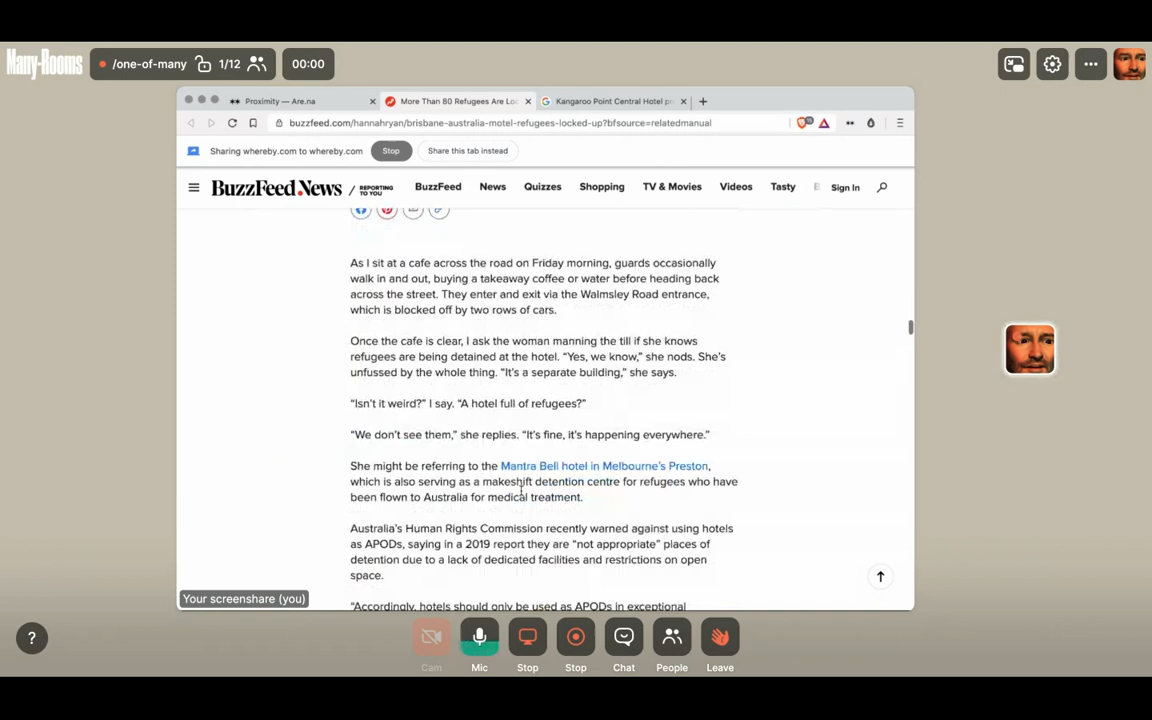 Many-Rooms
/one-of-many
1/12
00:00
Proximity — Are.na
More Than 80 Refugees Are Loc
Kangaroo Point Central Hotel pr
buzzfeed.com/hannahryan/brisbane-australia-motel-refugees-locked-up?bfsource=relatedmanual
Sharing whereby.com to whereby.com
Stop
Share this tab instead
BuzzFeed News
/ REPORTING TO YOU
BuzzFeed
News
Quizzes
Shopping
TV & Movies
Videos
Tasty
Sign In
As I sit at a cafe across the road on Friday morning, guards occasionally
walk in and out, buying a takeaway coffee or water before heading back
across the street. They enter and exit via the Walmsley Road entrance,
which is blocked off by two rows of cars.
Once the cafe is clear, I ask the woman manning the till if she knows
refugees are being detained at the hotel. “Yes, we know,” she nods. She’s
unfussed by the whole thing. “It’s a separate building,” she says.
“Isn’t it weird?” I say. “A hotel full of refugees?”
“We don’t see them,” she replies. “It’s fine, it’s happening everywhere.”
She might be referring to the Mantra Bell hotel in Melbourne’s Preston,
which is also serving as a makeshift detention centre for refugees who have
been flown to Australia for medical treatment.
Australia’s Human Rights Commission recently warned against using hotels
as APODs, saying in a 2019 report they are “not appropriate” places of
detention due to a lack of dedicated facilities and restrictions on open
space.
“Accordingly, hotels should only be used as APODs in exceptional
Your screenshare (you)
?
Cam
Mic
Stop
Stop
Chat
People
Leave